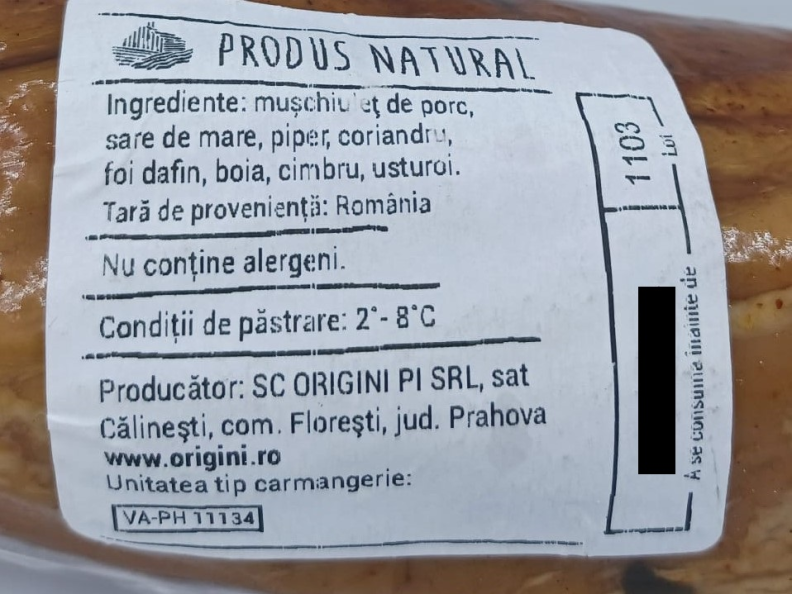 PRODUS NATURAL
Ingrediente: mușchiuleț de porc,
sare de mare, piper, coriandru,
foi dafin, boia, cimbru, usturoi.
Tară de proveniență: România
Nu conține alergeni.
Condiții de păstrare: 2°- 8°C
Producător: SC ORIGINI PI SRL, sat
Călinești, com. Florești, jud. Prahova
www.origini.ro
Unitatea tip carmangerie:
VA-PH 11134
1103
Lot
A se consuma înainte de